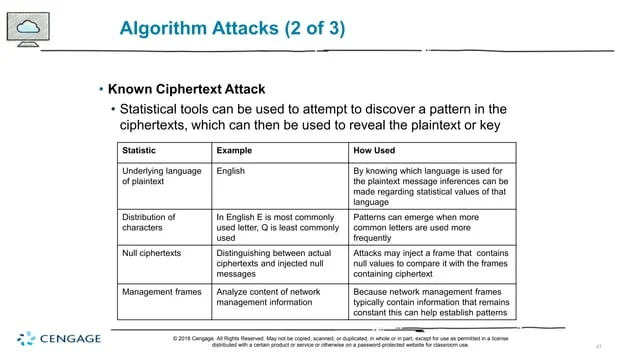 Algorithm Attacks (2 of 3)
• Known Ciphertext Attack
• Statistical tools can be used to attempt to discover a pattern in the
ciphertexts, which can then be used to reveal the plaintext or key
Statistic Example How Used
Underlying language English By knowing which language is used for
of plaintext the plaintext message inferences can be
made regarding statistical values of that
language
Distribution of In English E is most commonly Patterns can emerge when more
characters used letter, Q is least commonly common letters are used more
used frequently
Null ciphertexts Distinguishing between actual Attacks may inject a frame that contains
ciphertexts and injected null null values to compare it with the frames
messages containing ciphertext
Management frames Analyze content of network Because network management frames
management information typically contain information that remains
constant this can help establish patterns
CENGAGE
© 2018 Cengage. All Rights Reserved. May not be copied, scanned, or duplicated, in whole or in part, except for use as permitted in a license
distributed with a certain product or service or otherwise on a password-protected website for classroom use.